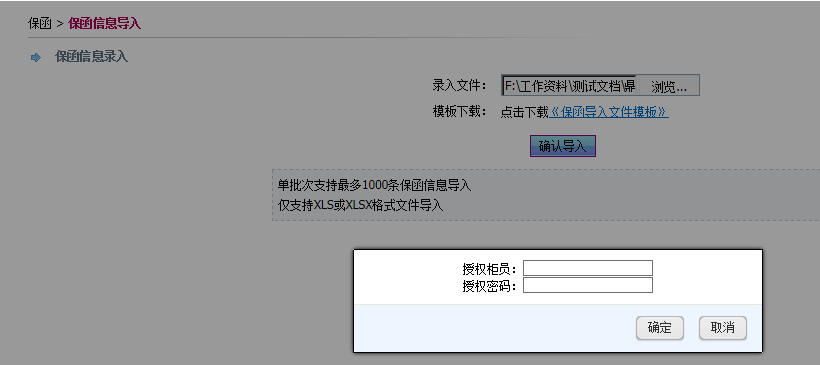 保函 > 保函信息导入
保函信息录入
录入文件： F:\工作资料\测试文档\ 浏览...
模板下载： 点击下载《保函导入文件模板》
确认导入
单批次支持最多1000条保函信息导入
仅支持XLS或XLSX格式文件导入
授权柜员：
授权密码：
确定 取消